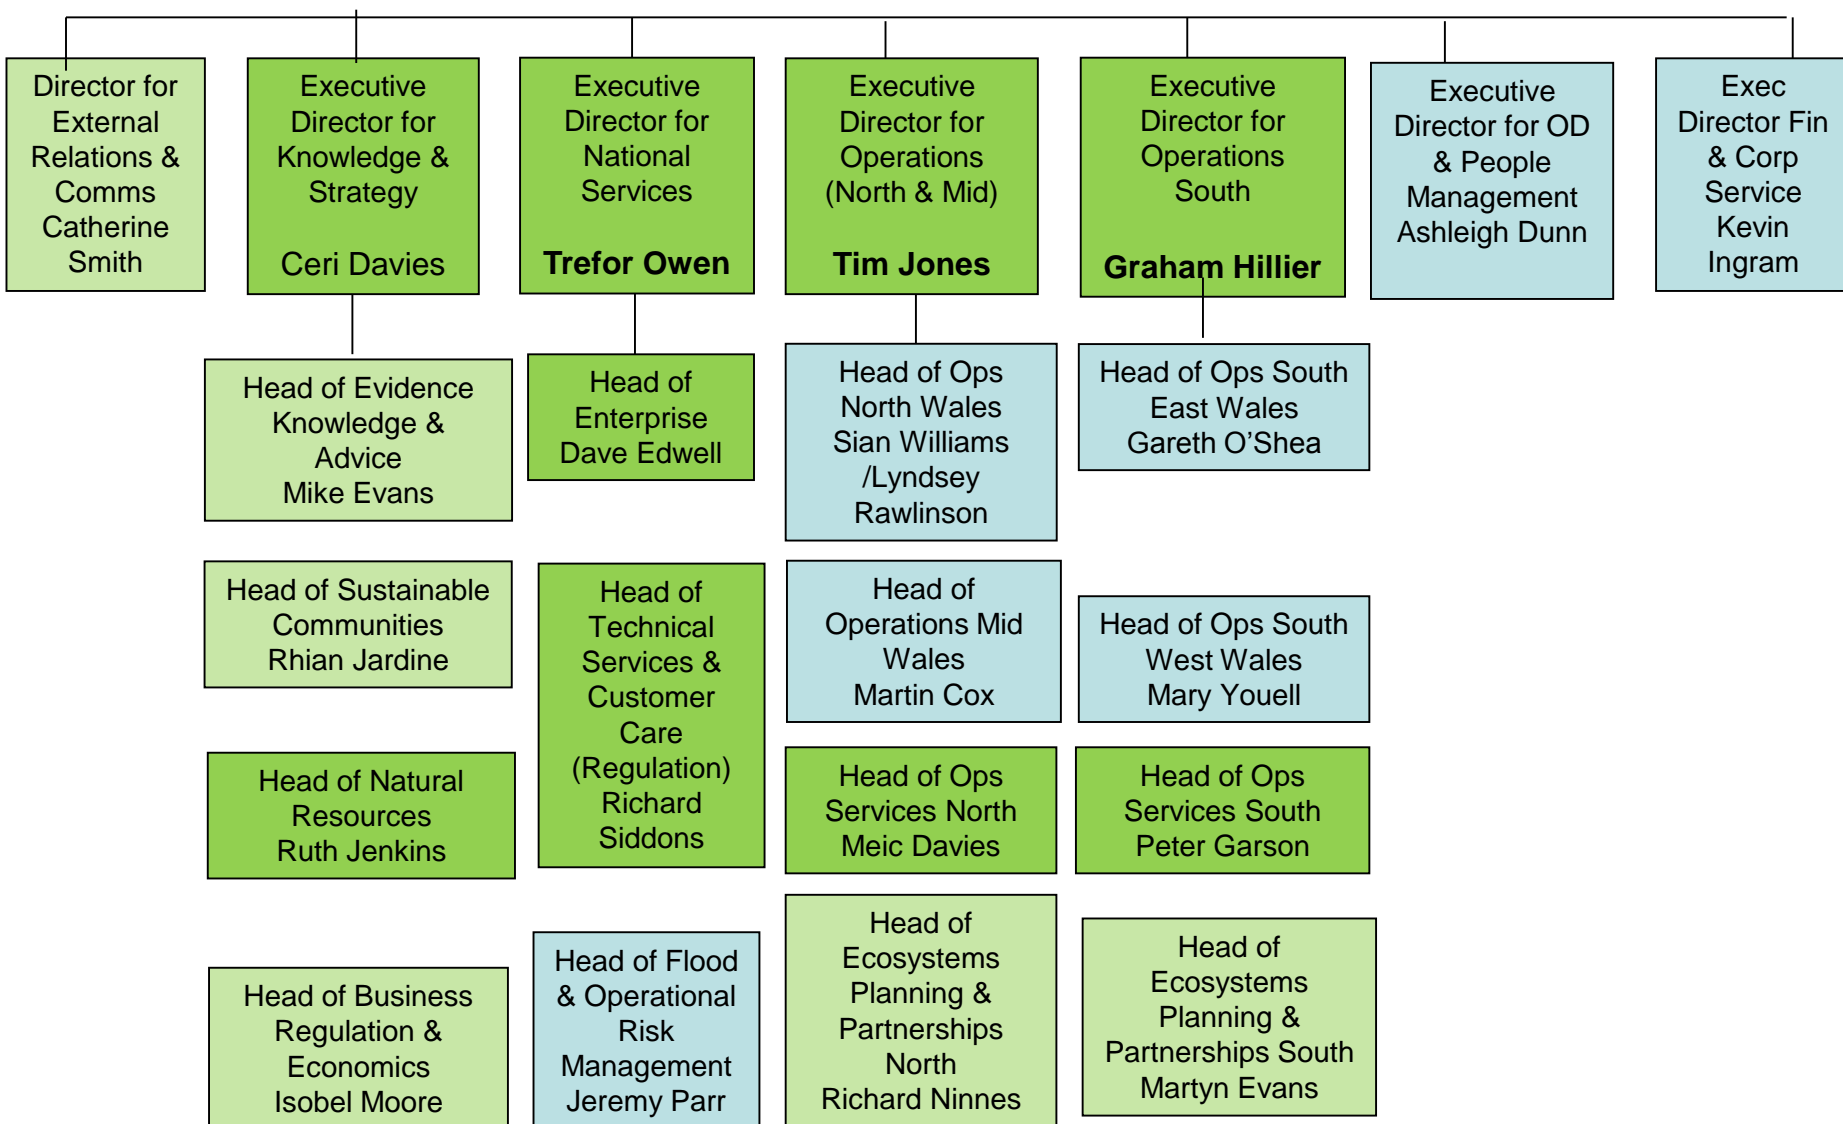 Director for
External
Relations &
Comms
Catherine
Smith
Executive
Director for
Knowledge &
Strategy
Ceri Davies
Executive
Director for
National
Services
Trefor Owen
Executive
Director for
Operations
(North & Mid)
Tim Jones
Executive
Director for
Operations
South
Graham Hillier
Executive
Director for OD
& People
Management
Ashleigh Dunn
Exec
Director Fin
& Corp
Service
Kevin
Ingram
Head of Evidence
Knowledge &
Advice
Mike Evans
Head of
Enterprise
Dave Edwell
Head of Ops
North Wales
Sian Williams
/Lyndsey
Rawlinson
Head of Ops South
East Wales
Gareth O’Shea
Head of Sustainable
Communities
Rhian Jardine
Head of
Technical
Services &
Customer
Care
(Regulation)
Richard
Siddons
Head of
Operations Mid
Wales
Martin Cox
Head of Ops South
West Wales
Mary Youell
Head of Natural
Resources
Ruth Jenkins
Head of Ops
Services North
Meic Davies
Head of Ops
Services South
Peter Garson
Head of Business
Regulation &
Economics
Isobel Moore
Head of Flood
& Operational
Risk
Management
Jeremy Parr
Head of
Ecosystems
Planning &
Partnerships
North
Richard Ninnes
Head of
Ecosystems
Planning &
Partnerships South
Martyn Evans